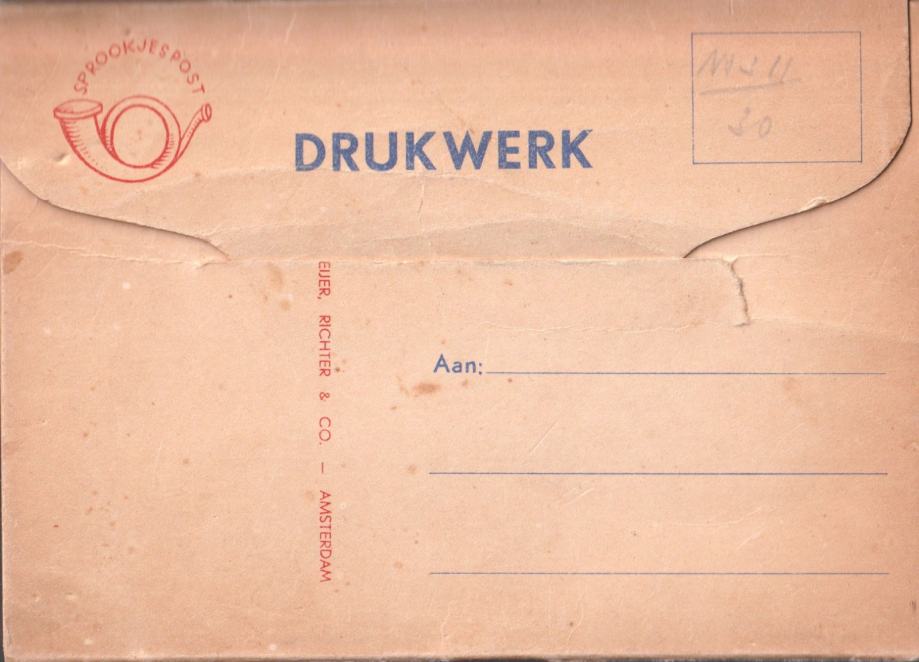 SPROOKJESPOST
DRUKWERK
30
EIJER, RICHTER & CO. — AMSTERDAM
Aan: